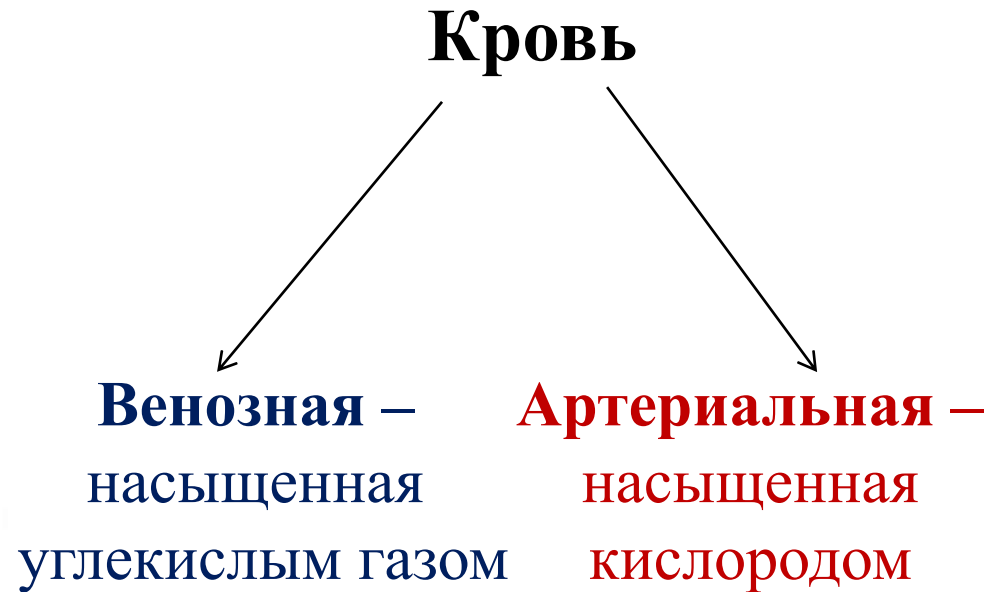 Кровь
Венозная –
насыщенная
углекислым газом
Артериальная –
насыщенная
кислородом